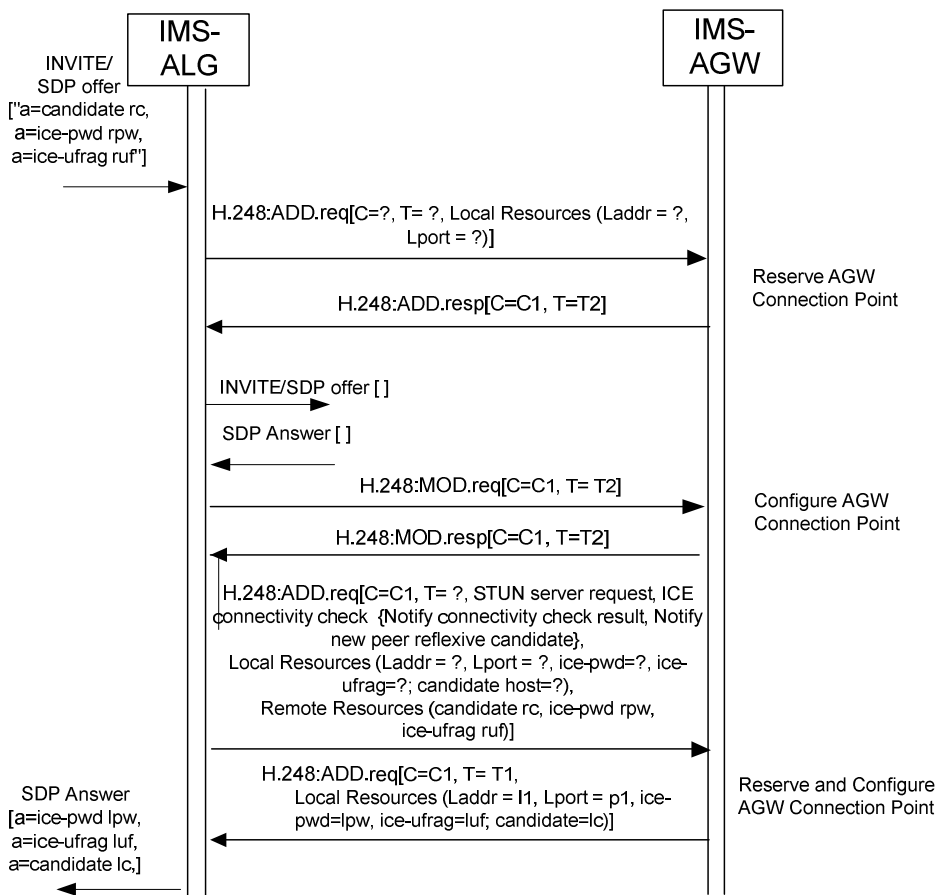 IMS-
ALG
IMS-
AGW
INVITE/
SDP offer
["a=candidate rc,
a=ice-pwd rpw,
a=ice-ufrag ruf"]
H.248:ADD.req[C=?, T= ?, Local Resources (Laddr = ?,
Lport = ?)]
Reserve AGW
Connection Point
H.248:ADD.resp[C=C1, T=T2]
INVITE/SDP offer [ ]
SDP Answer [ ]
H.248:MOD.req[C=C1, T= T2]
Configure AGW
Connection Point
H.248:MOD.resp[C=C1, T=T2]
H.248:ADD.req[C=C1, T= ?, STUN server request, ICE
connectivity check {Notify connectivity check result, Notify
new peer reflexive candidate},
Local Resources (Laddr = ?, Lport = ?, ice-pwd=?, ice-
ufrag=?; candidate host=?),
Remote Resources (candidate rc, ice-pwd rpw,
ice-ufrag ruf)]
H.248:ADD.req[C=C1, T= T1,
Local Resources (Laddr = l1, Lport = p1, ice-
pwd=lpw, ice-ufrag=luf; candidate=lc)]
Reserve and Configure
AGW Connection Point
SDP Answer
[a=ice-pwd lpw,
a=ice-ufrag luf,
a=candidate lc,]